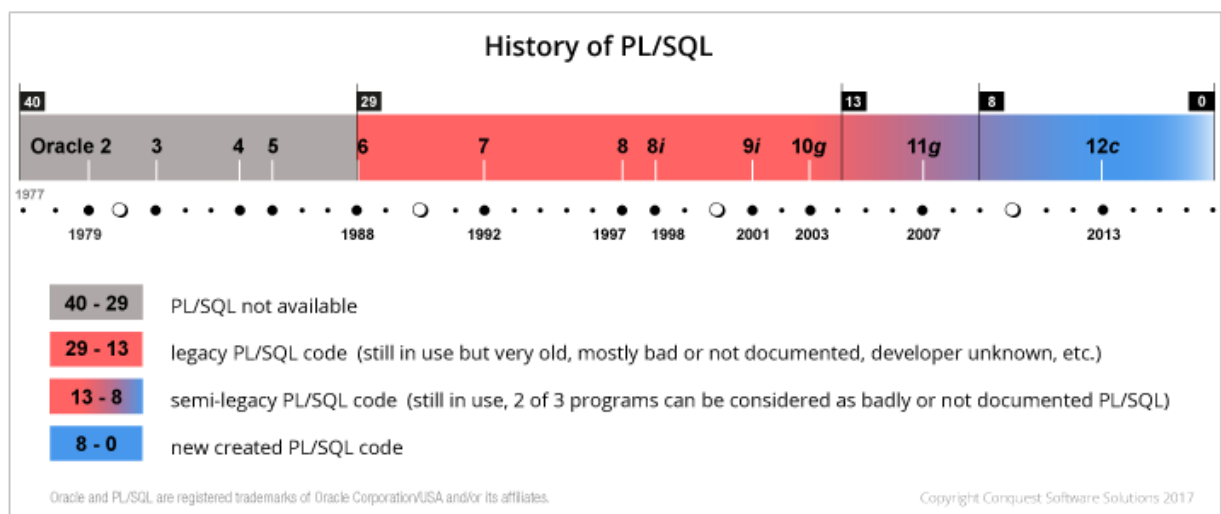 History of PL/SQL
40 29 13 8 0
Oracle 2 3 4 5 6 7 8 8i 9i 10g 11g 12c
1977
1979 1988 1992 1997 1998 2001 2003 2007 2013
40 - 29 PL/SQL not available
29 - 13 legacy PL/SQL code (still in use but very old, mostly bad or not documented, developer unknown, etc.)
13 - 8 semi-legacy PL/SQL code (still in use, 2 of 3 programs can be considered as badly or not documented PL/SQL)
8 - 0 new created PL/SQL code
Oracle and PL/SQL are registered trademarks of Oracle Corporation/USA and/or its affiliates. Copyright Conquest Software Solutions 2017